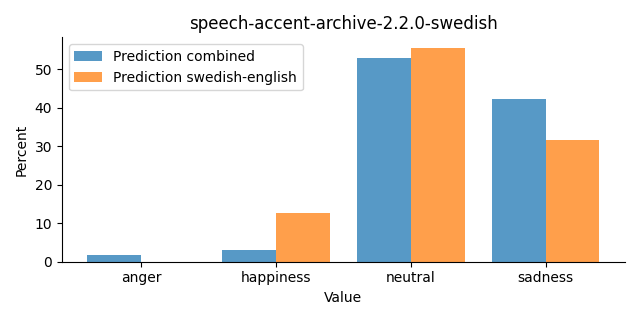 speech-accent-archive-2.2.0-swedish
Prediction combined
Prediction swedish-english
Percent
50
40
30
20
10
0
anger happiness neutral sadness
Value